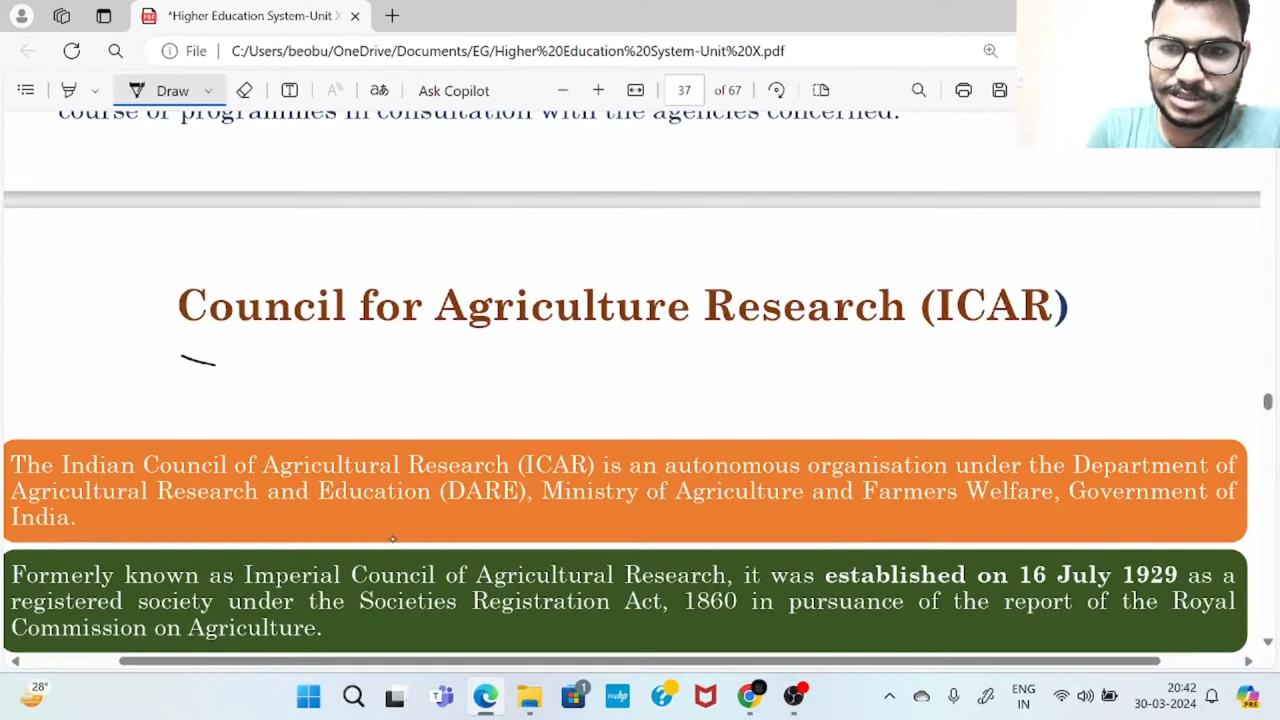 *Higher Education System-Unit X
File C:/Users/beobu/OneDrive/Documents/EG/Higher%20Education%20System-Unit%20X.pdf
Draw aあ Ask Copilot 37 of 67
course or programmes in consultation with the agencies concerned.
Council for Agriculture Research (ICAR)
The Indian Council of Agricultural Research (ICAR) is an autonomous organisation under the Department of
Agricultural Research and Education (DARE), Ministry of Agriculture and Farmers Welfare, Government of
India.
Formerly known as Imperial Council of Agricultural Research, it was established on 16 July 1929 as a
registered society under the Societies Registration Act, 1860 in pursuance of the report of the Royal
Commission on Agriculture.
28°
ENG
IN
20:42
30-03-2024